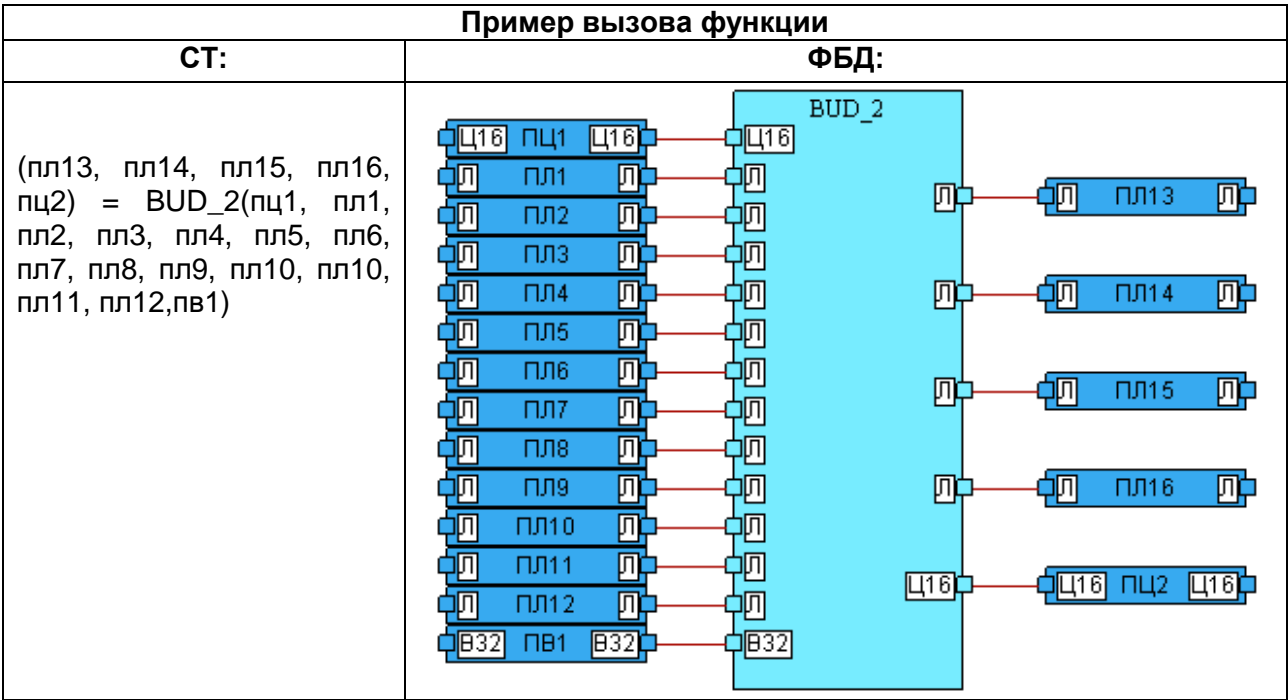 Пример вызова функции
СТ: ФБД:
(пл13, пл14, пл15, пл16,
пц2) = BUD_2(пц1, пл1,
пл2, пл3, пл4, пл5, пл6,
пл7, пл8, пл9, пл10, пл10,
пл11, пл12,пв1)
BUD_2
Ц16 ПЦ1 Ц16 Ц16
Л ПЛ1 Л Л
Л ПЛ2 Л Л
Л Л ПЛ13 Л
Л ПЛ3 Л Л
Л ПЛ4 Л Л
Л Л ПЛ14 Л
Л ПЛ5 Л Л
Л ПЛ6 Л Л
Л Л ПЛ15 Л
Л ПЛ7 Л Л
Л ПЛ8 Л Л
Л ПЛ9 Л Л
Л Л ПЛ16 Л
Л ПЛ10 Л Л
Л ПЛ11 Л Л
Ц16 Ц16 ПЦ2 Ц16
Л ПЛ12 Л Л
В32 ПВ1 В32 В32